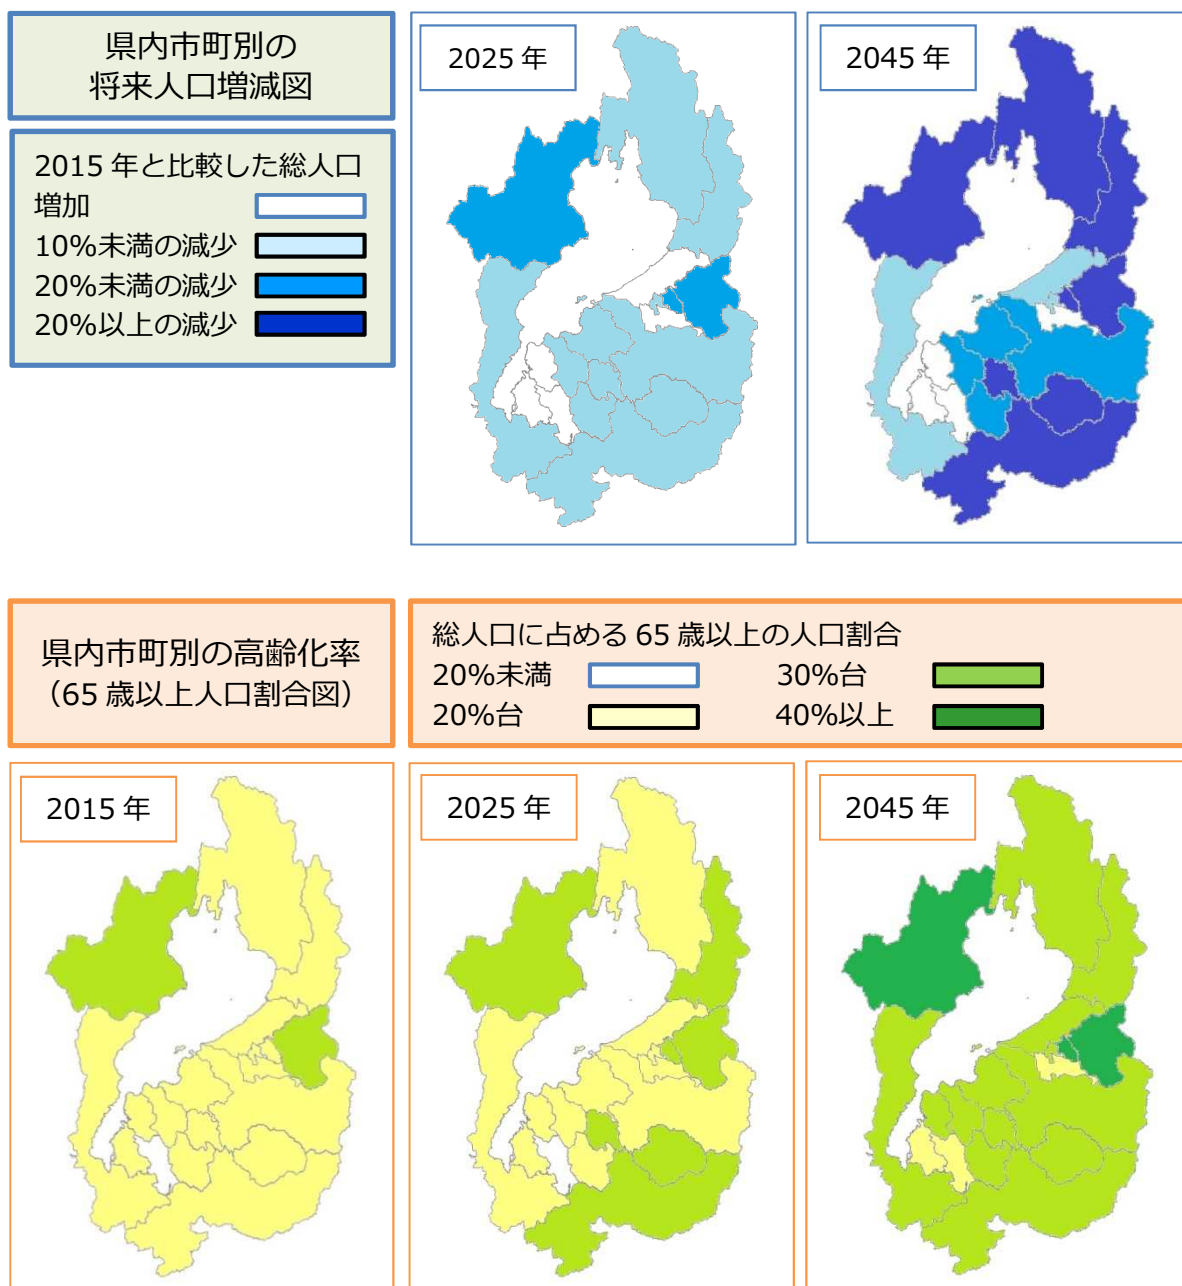 県内市町別の
将来人口増減図
2015 年と比較した総人口
増加
10%未満の減少
20%未満の減少
20%以上の減少
2025 年
2045 年
県内市町別の高齢化率
（65 歳以上人口割合図）
総人口に占める 65 歳以上の人口割合
20%未満
30%台
20%台
40%以上
2015 年
2025 年
2045 年